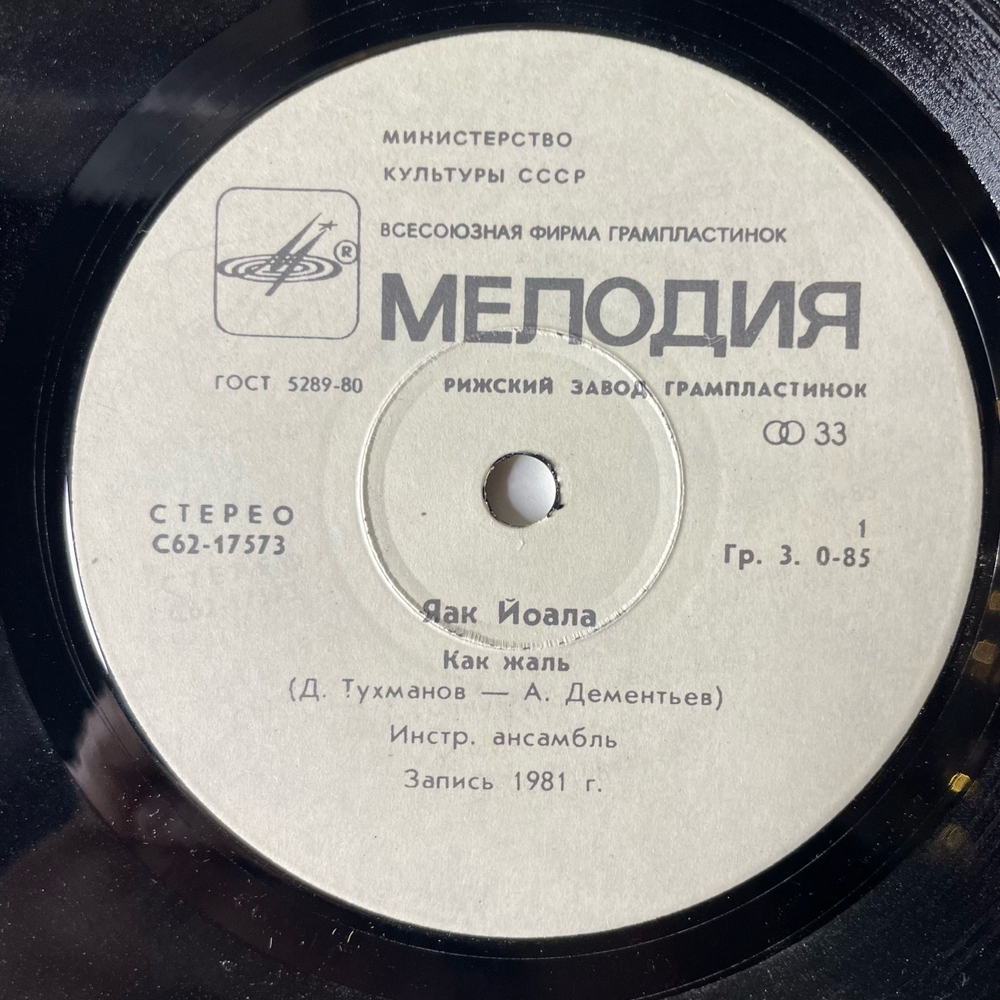 МИНИСТЕРСТВО
КУЛЬТУРЫ СССР
ВСЕСОЮЗНАЯ ФИРМА ГРАМПЛАСТИНОК
®
МЕЛОДИЯ
ГОСТ 5289-80
РИЖСКИЙ ЗАВОД ГРАМПЛАСТИНОК
33
СТЕРЕО
С62-17573
1
Гр. 3. 0-85
Яак Йоала
Как жаль
(Д. Тухманов — А. Дементьев)
Инстр. ансамбль
Запись 1981 г.